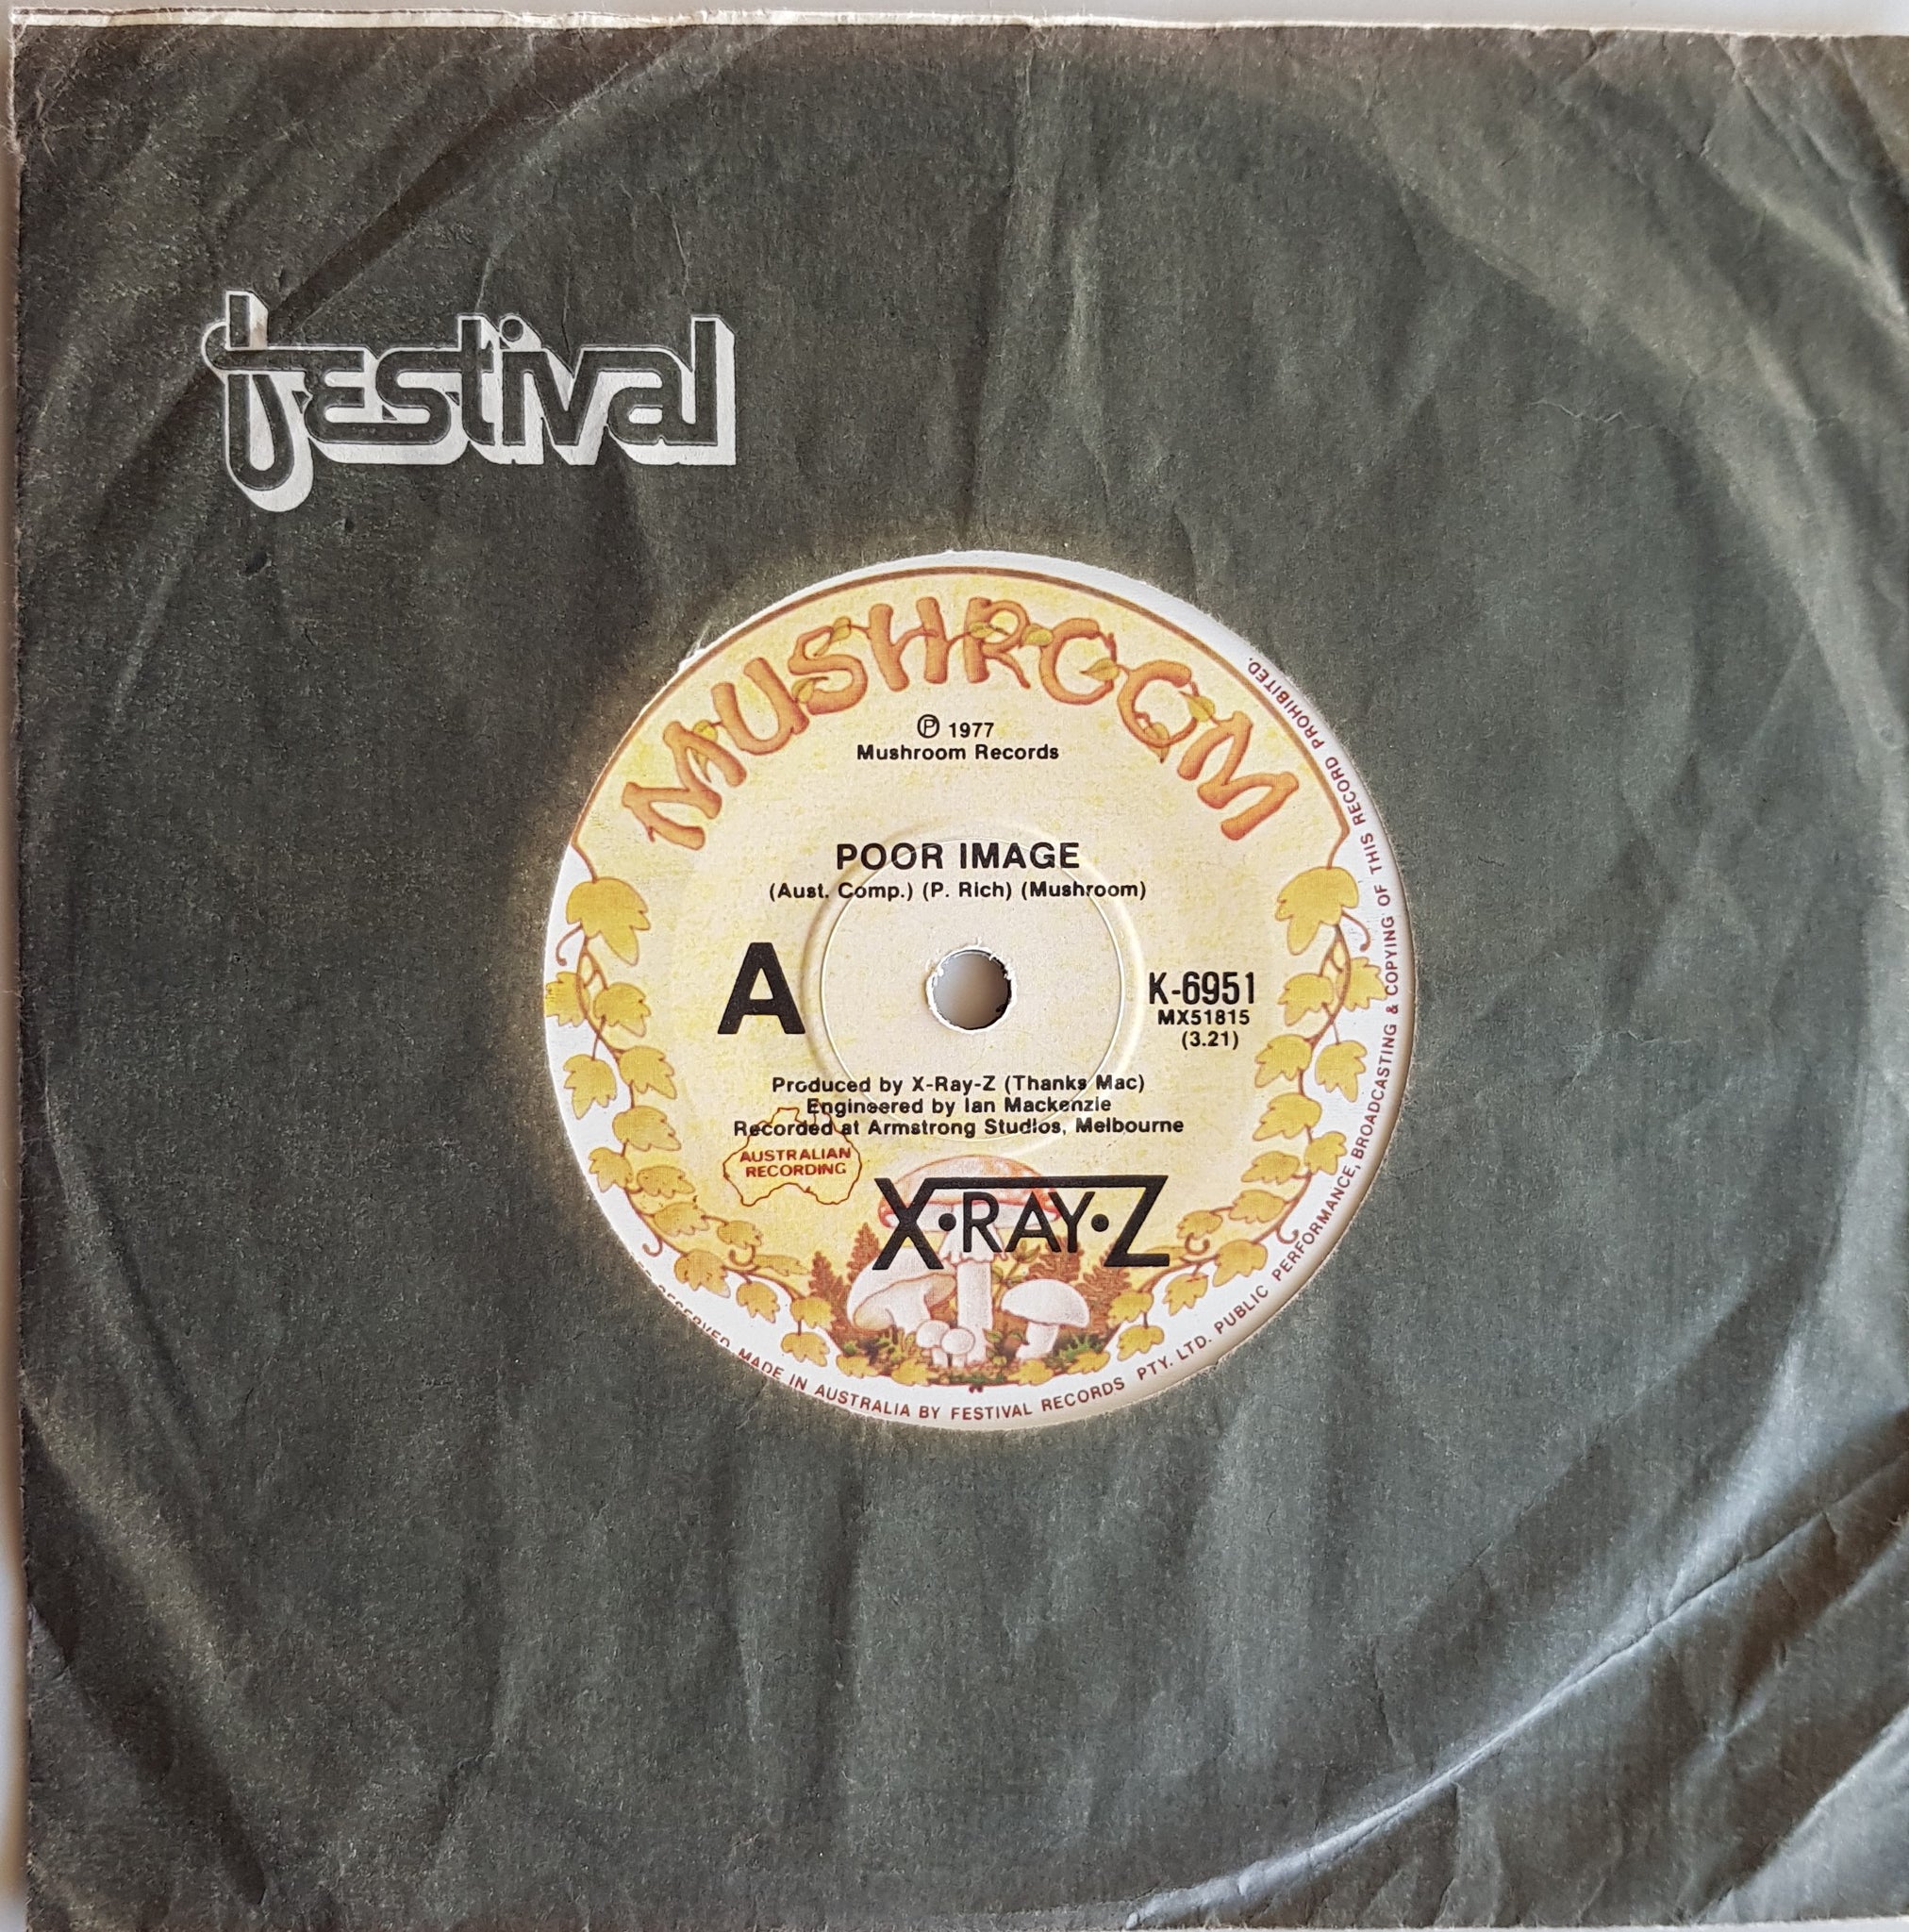 festival
MUSHROOM
Ⓟ 1977
Mushroom Records
POOR IMAGE
(Aust. Comp.) (P. Rich) (Mushroom)
A
K-6951
MX51815
(3.21)
Produced by X-Ray-Z (Thanks Mac)
Engineered by Ian Mackenzie
Recorded at Armstrong Studios, Melbourne
AUSTRALIAN
RECORDING
X·RAY·Z
RESERVED MADE IN AUSTRALIA BY FESTIVAL RECORDS PTY. LTD. PUBLIC PERFORMANCE, BROADCASTING & COPYING OF THIS RECORD PROHIBITED.